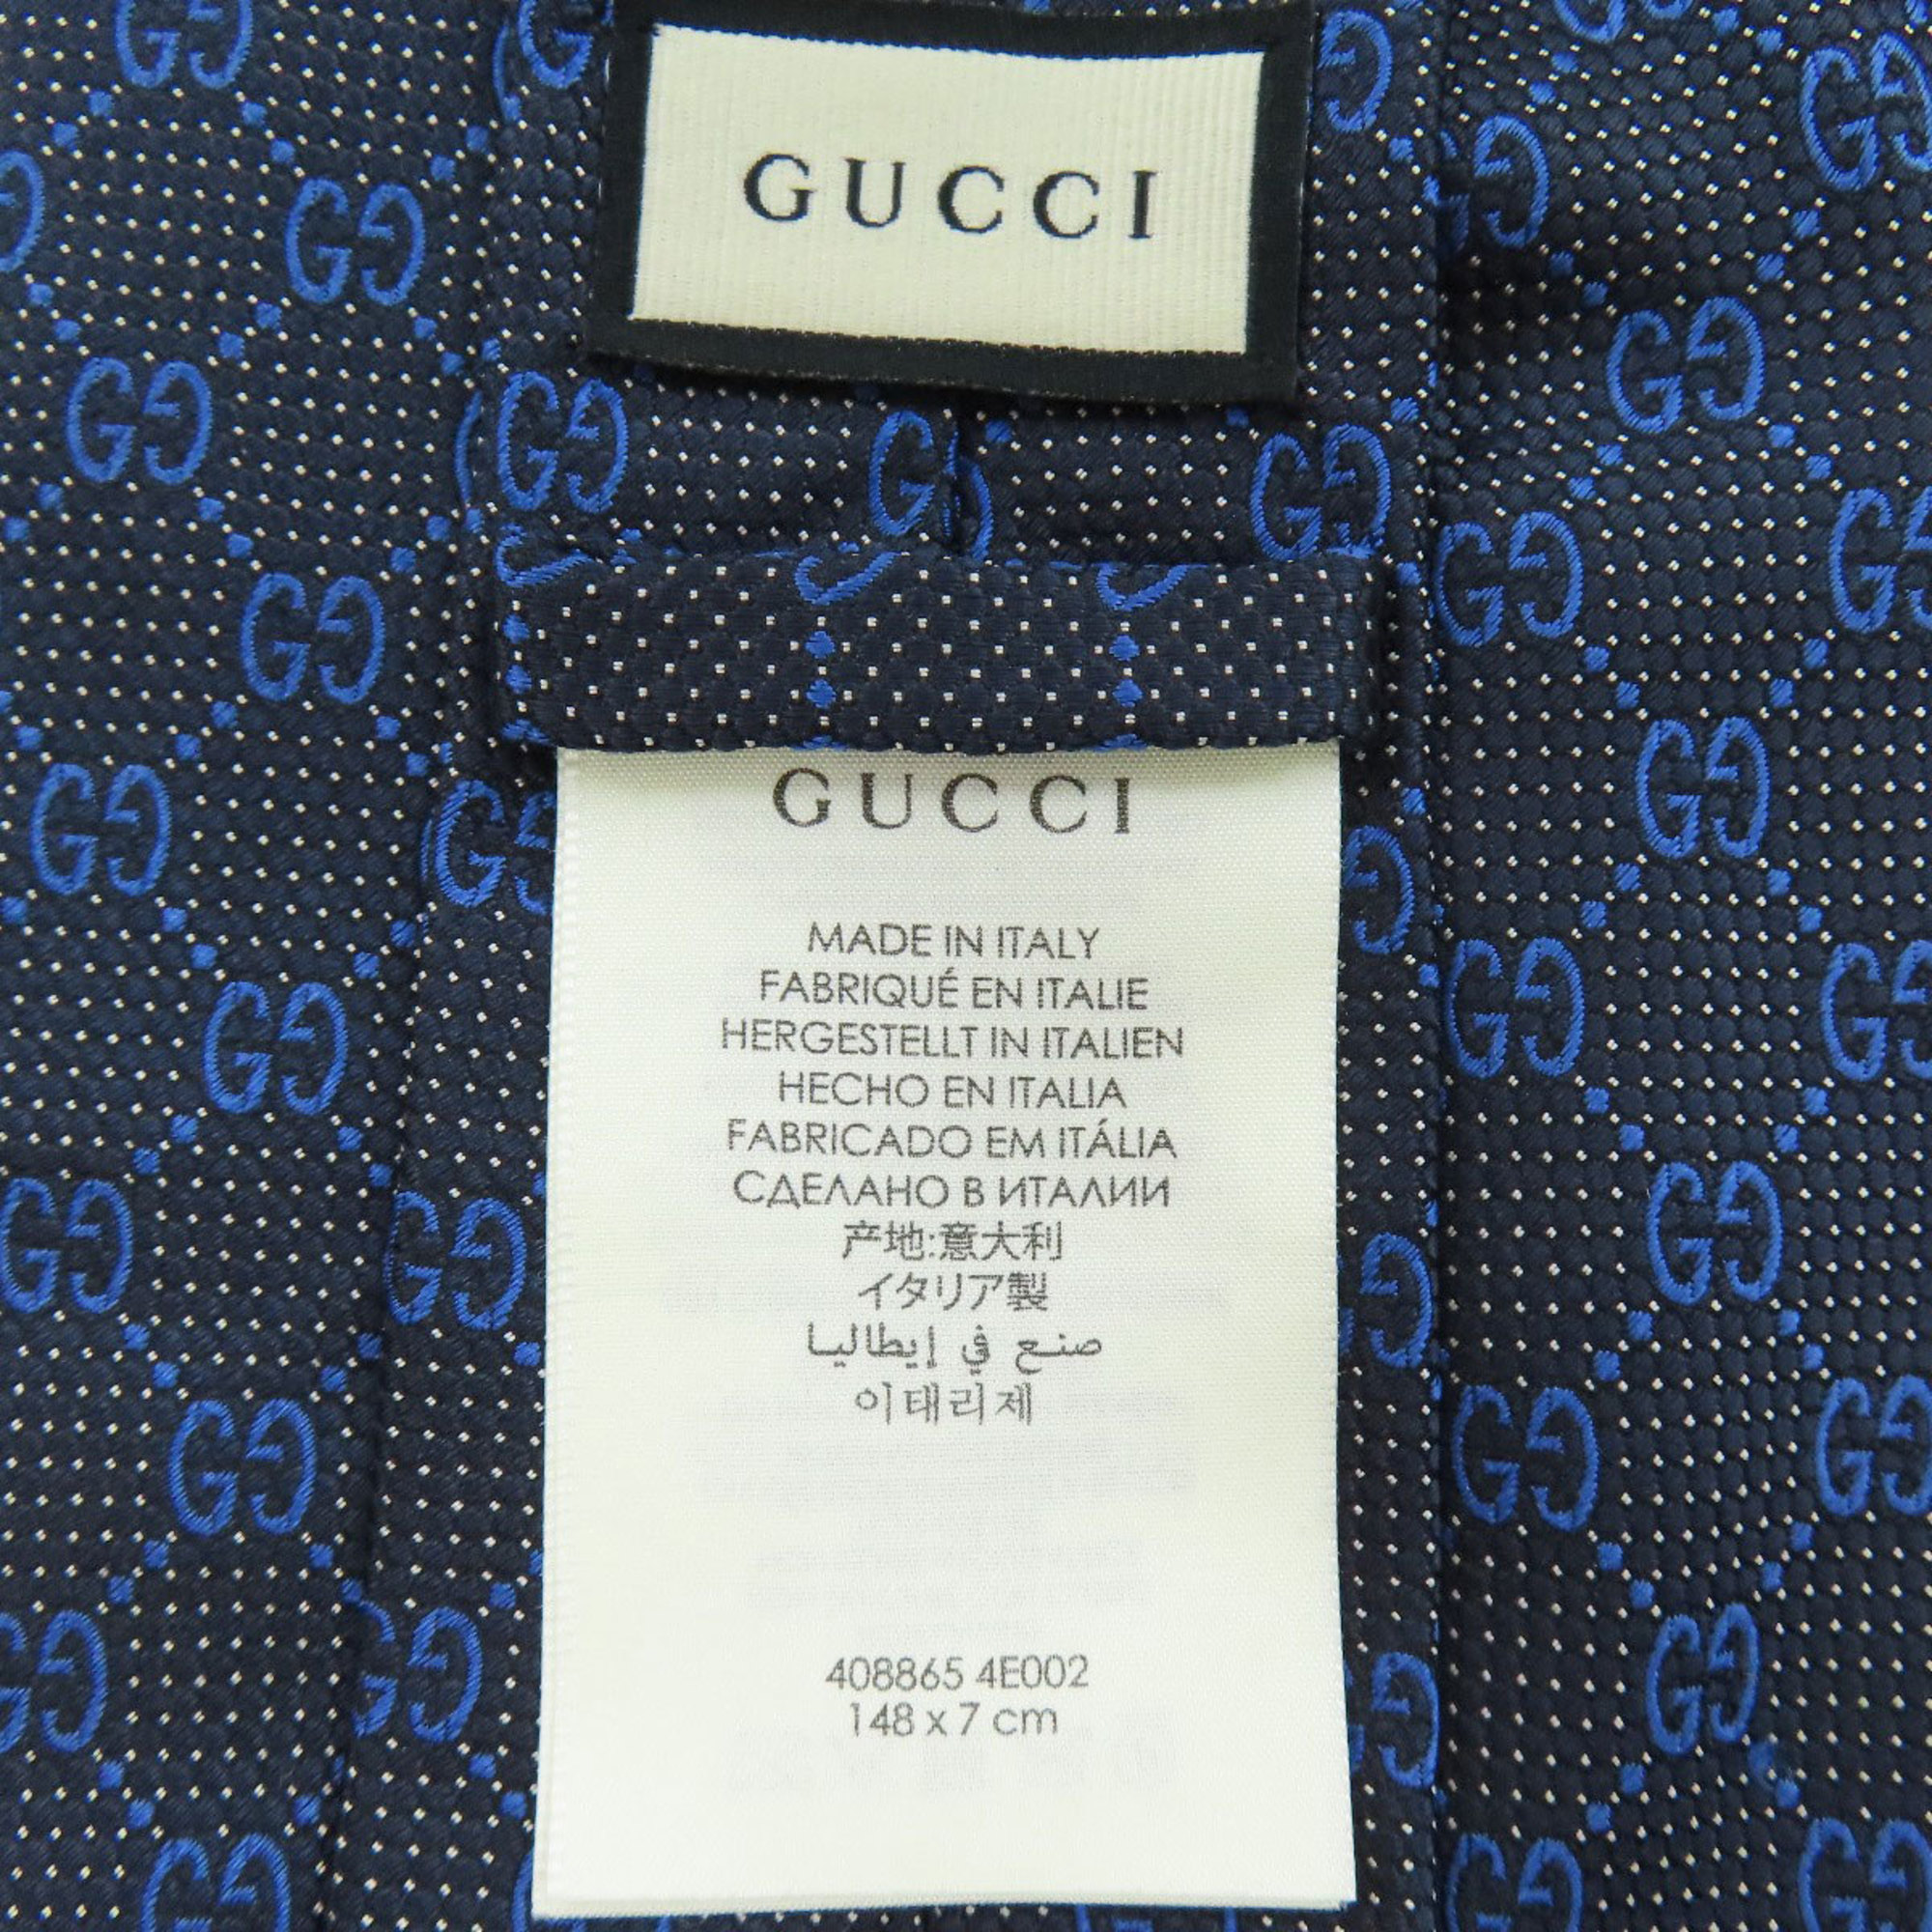 GUCCI
GUCCI
MADE IN ITALY
FABRIQUÉ EN ITALIE
HERGESTELLT IN ITALIEN
HECHO EN ITALIA
FABRICADO EM ITÁLIA
СДЕЛАНО В ИТАЛИИ
产地:意大利
イタリア製
صنع في إيطاليا
이태리제
408865 4E002
148 x 7 cm